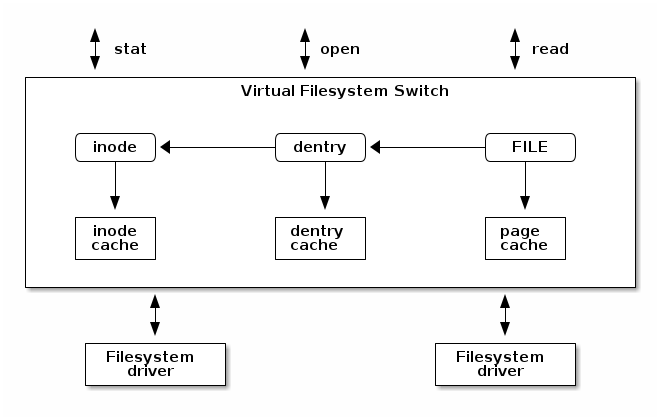 stat
open
read
Virtual Filesystem Switch
inode
dentry
FILE
inode
cache
dentry
cache
page
cache
Filesystem
driver
Filesystem
driver